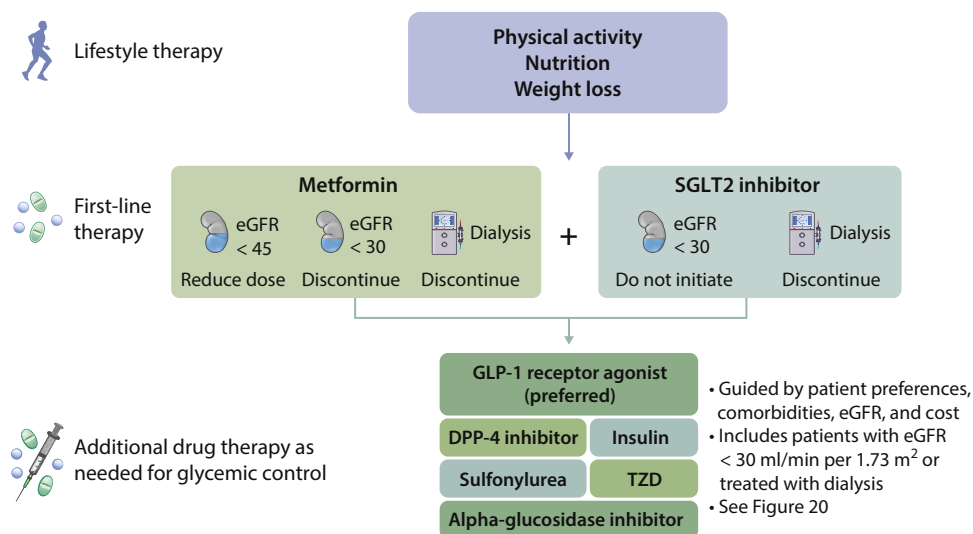 Lifestyle therapy
Physical activity
Nutrition
Weight loss
First-line
therapy
Metformin
eGFR
< 45
Reduce dose
eGFR
< 30
Discontinue
Dialysis
Discontinue
+
SGLT2 inhibitor
eGFR
< 30
Do not initiate
Dialysis
Discontinue
Additional drug therapy as
needed for glycemic control
GLP-1 receptor agonist
(preferred)
DPP-4 inhibitor
Insulin
Sulfonylurea
TZD
Alpha-glucosidase inhibitor
• Guided by patient preferences,
comorbidities, eGFR, and cost
• Includes patients with eGFR
< 30 ml/min per 1.73 m² or
treated with dialysis
• See Figure 20